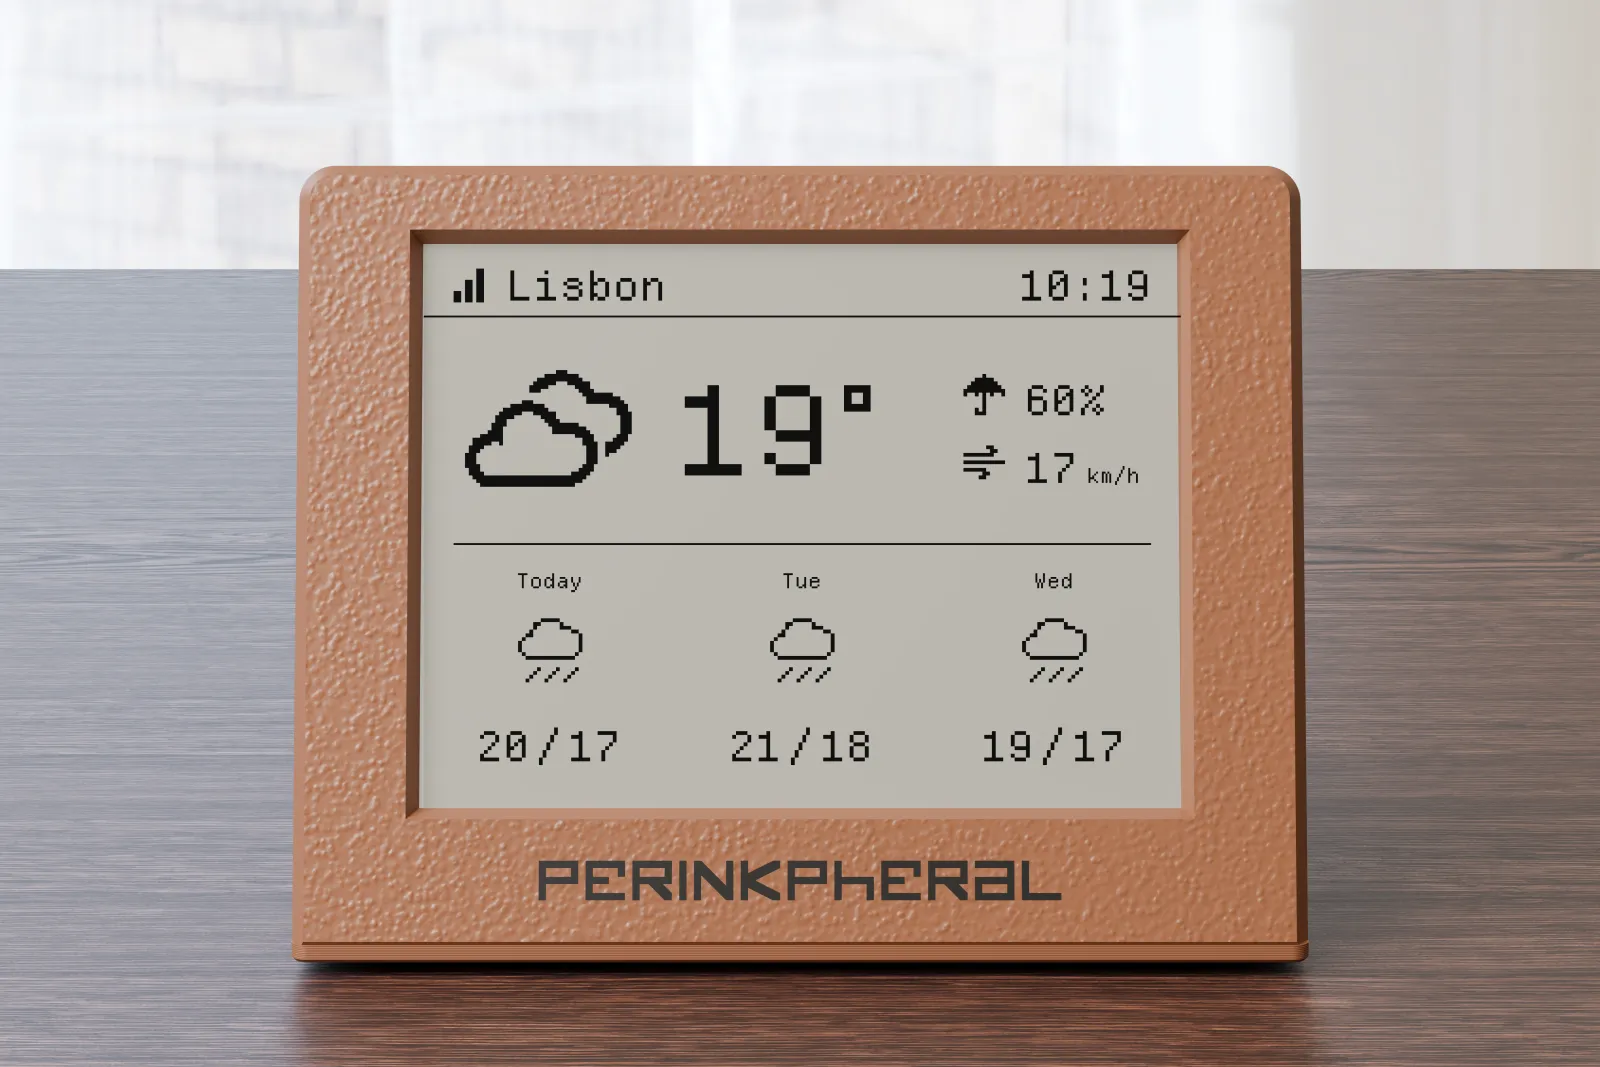 Lisbon 10:19
19° 60%
17 km/h
Today Tue Wed
20/17 21/18 19/17
PERINKPHERAL